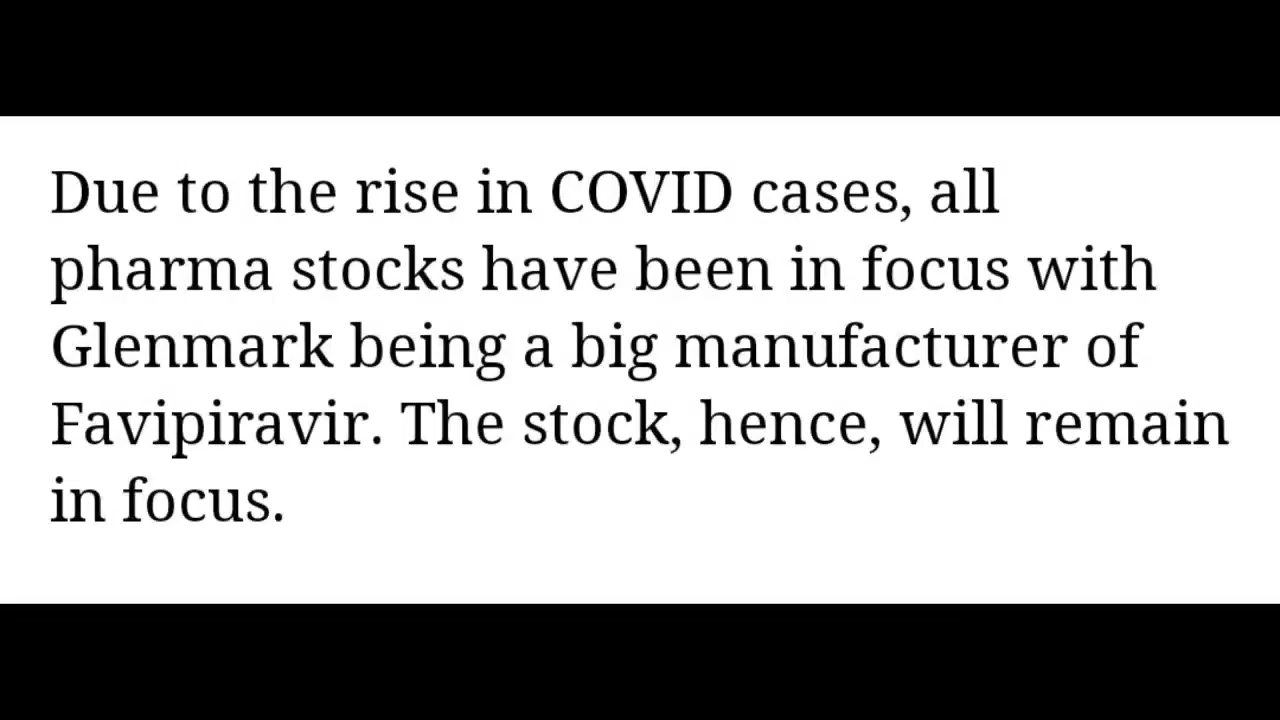 Due to the rise in COVID cases, all
pharma stocks have been in focus with
Glenmark being a big manufacturer of
Favipiravir. The stock, hence, will remain
in focus.